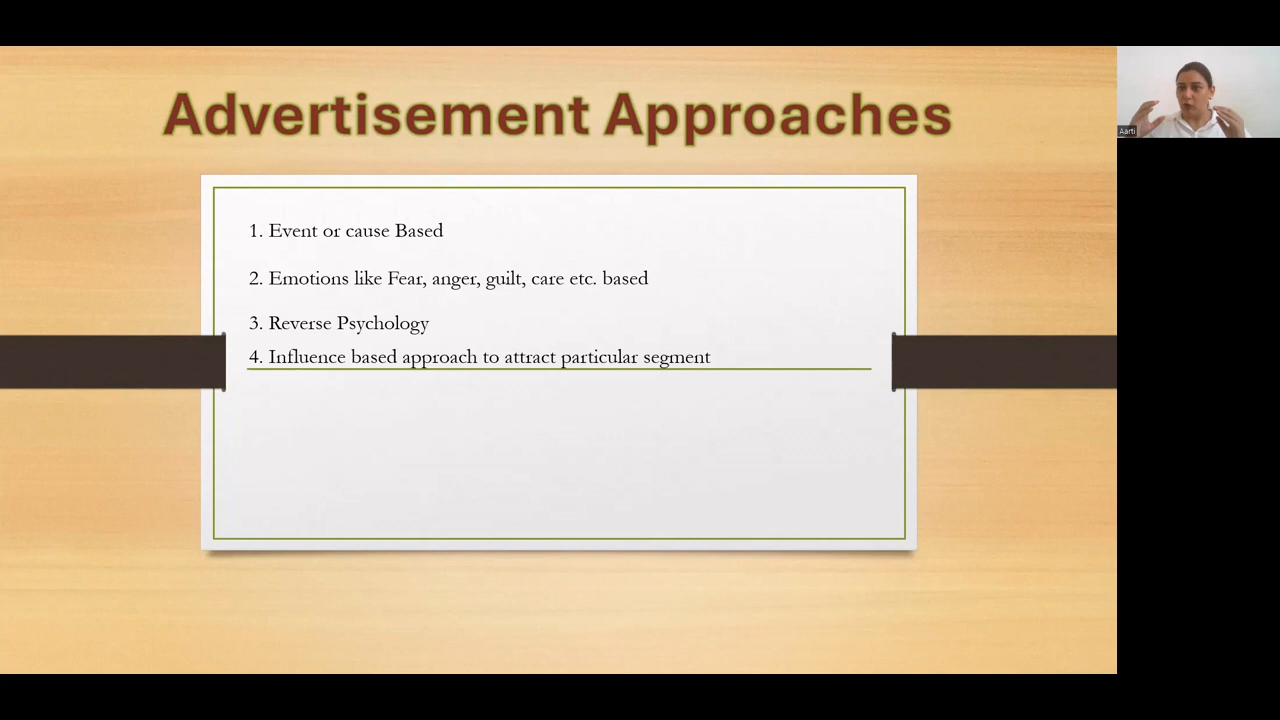 Advertisement Approaches
Aarti
1. Event or cause Based
2. Emotions like Fear, anger, guilt, care etc. based
3. Reverse Psychology
4. Influence based approach to attract particular segment